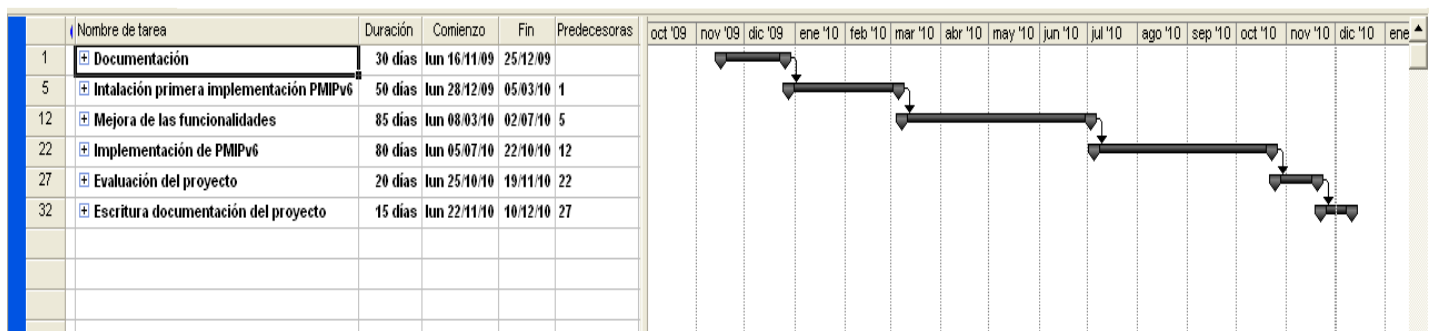 Nombre de tarea Duración Comienzo Fin Predecesoras oct '09 nov '09 dic '09 ene '10 feb '10 mar '10 abr '10 may '10 jun '10 jul '10 ago '10 sep '10 oct '10 nov '10 dic '10 ene
1 Documentación 30 días lun 16/11/09 25/12/09
5 Intalación primera implementación PMIPv6 50 días lun 28/12/09 05/03/10 1
12 Mejora de las funcionalidades 85 días lun 08/03/10 02/07/10 5
22 Implementación de PMIPv6 80 días lun 05/07/10 22/10/10 12
27 Evaluación del proyecto 20 días lun 25/10/10 19/11/10 22
32 Escritura documentación del proyecto 15 días lun 22/11/10 10/12/10 27